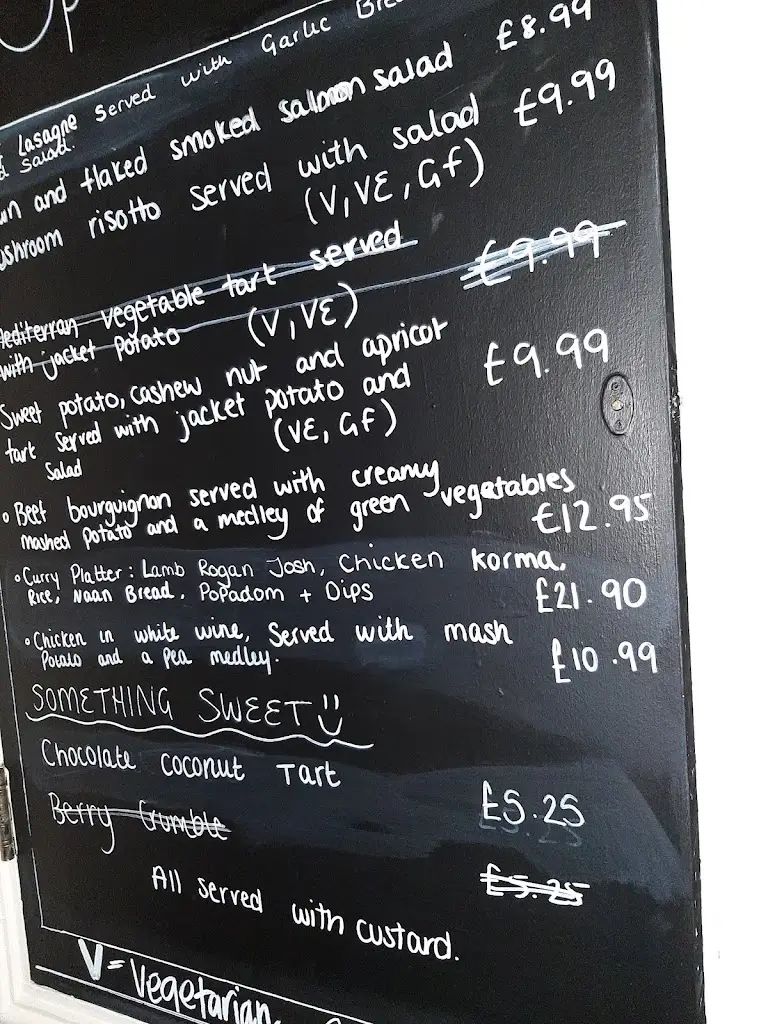 Up
Lasagne served with Garlic Bre
d salad.
£8.99
wn and flaked smoked salmon salad
£9.99
ushroom risotto served with salad
(V, VE, GF)
editerran vegetable tart served
£9.99
with jacket potato (V, VE)
Sweet potato, cashew nut and apricot
£9.99
tart served with jacket potato and
Salad (VE, GF)
• Beef bourguignon served with creamy
mashed potato and a medley of green vegetables
£12.95
• Curry Platter: Lamb Rogan Josh, Chicken korma,
Rice, Naan Bread, Popadom + Dips
£21.90
• Chicken in white wine, Served with mash
Potato and a Pea medley.
£10.99
SOMETHING SWEET
Chocolate coconut Tart
£5.25
Berry Crumble
£5.25
All served with custard.
V = Vegetarian